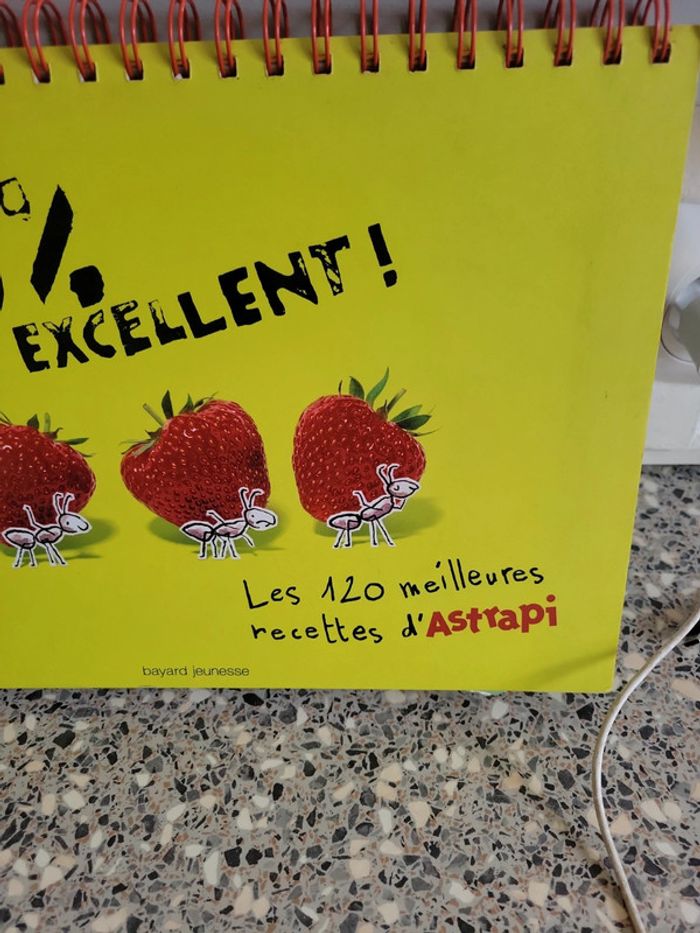 %
EXCELLENT !
Les 120 meilleures
recettes d'Astrapi
bayard jeunesse